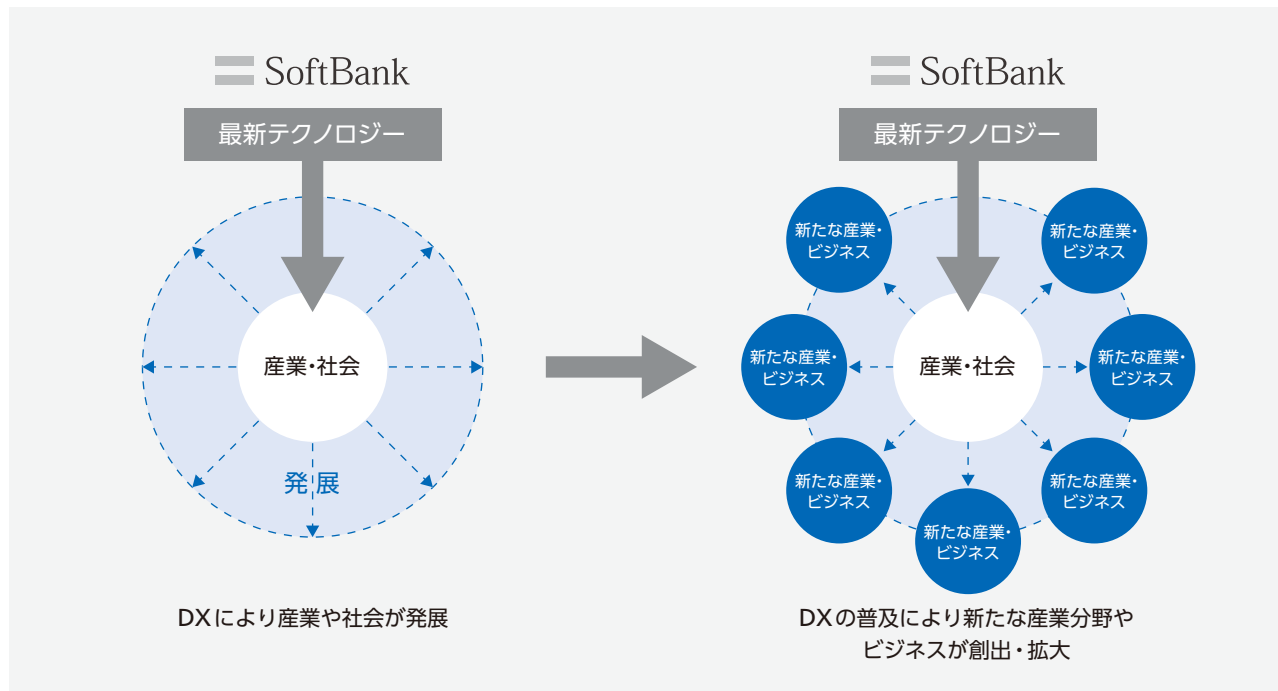 SoftBank
最新テクノロジー
産業・社会
発展
DXにより産業や社会が発展
SoftBank
最新テクノロジー
新たな産業・
ビジネス
新たな産業・
ビジネス
新たな産業・
ビジネス
産業・社会
新たな産業・
ビジネス
新たな産業・
ビジネス
新たな産業・
ビジネス
新たな産業・
ビジネス
DXの普及により新たな産業分野や
ビジネスが創出・拡大